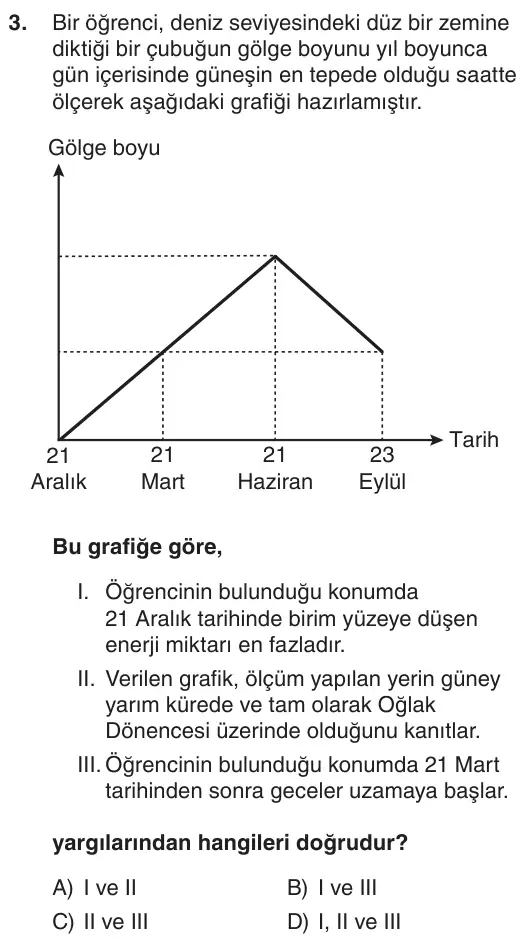 3. Bir öğrenci, deniz seviyesindeki düz bir zemine
diktiği bir çubuğun gölge boyunu yıl boyunca
gün içerisinde güneşin en tepede olduğu saatte
ölçerek aşağıdaki grafiği hazırlamıştır.
Gölge boyu
Tarih
21 Aralık
21 Mart
21 Haziran
23 Eylül
Bu grafiğe göre,
I. Öğrencinin bulunduğu konumda
21 Aralık tarihinde birim yüzeye düşen
enerji miktarı en fazladır.
II. Verilen grafik, ölçüm yapılan yerin güney
yarım kürede ve tam olarak Oğlak
Dönencesi üzerinde olduğunu kanıtlar.
III. Öğrencinin bulunduğu konumda 21 Mart
tarihinden sonra geceler uzamaya başlar.
yargılarından hangileri doğrudur?
A) I ve II B) I ve III
C) II ve III D) I, II ve III